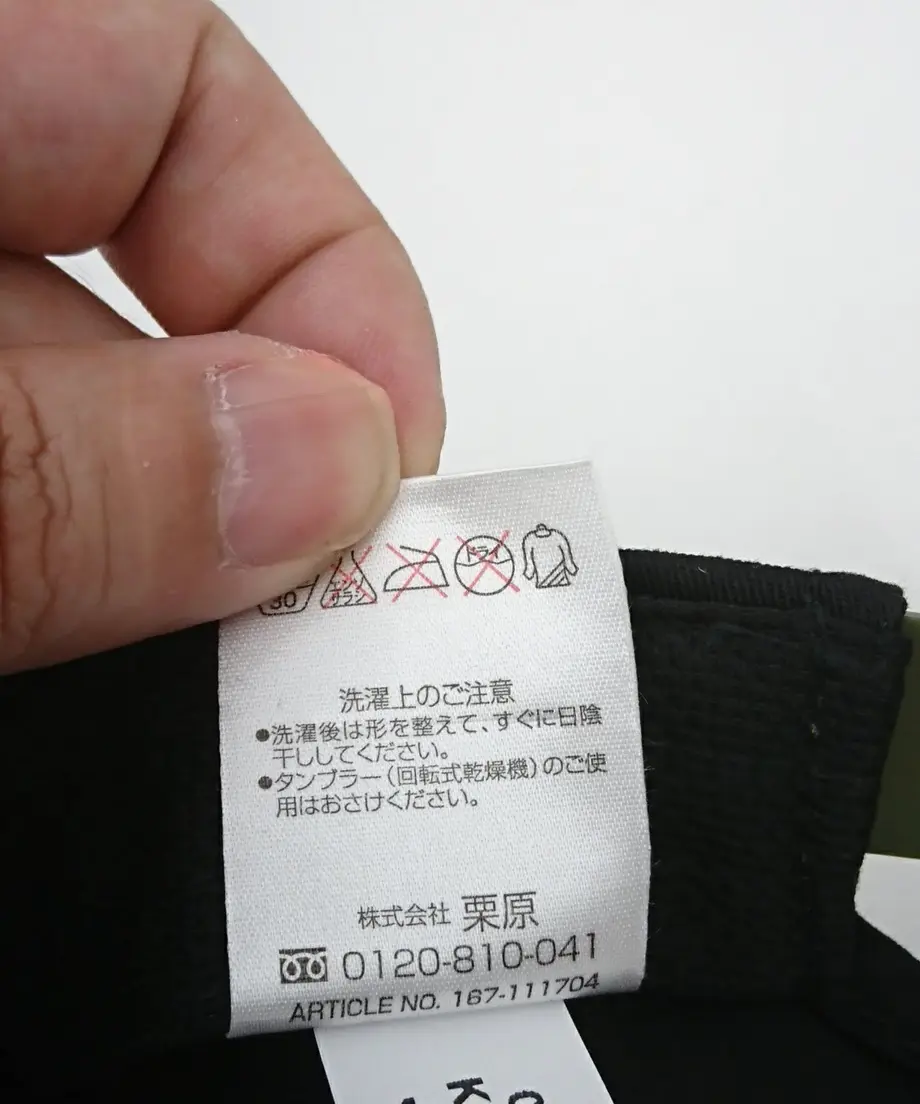 30
エンソ
サラシ
ドライ
洗濯上のご注意
●洗濯後は形を整えて、すぐに日陰
干ししてください。
●タンブラー(回転式乾燥機)のご使
用はおさけください。
株式会社 栗原
0120-810-041
ARTICLE NO. 167-111704